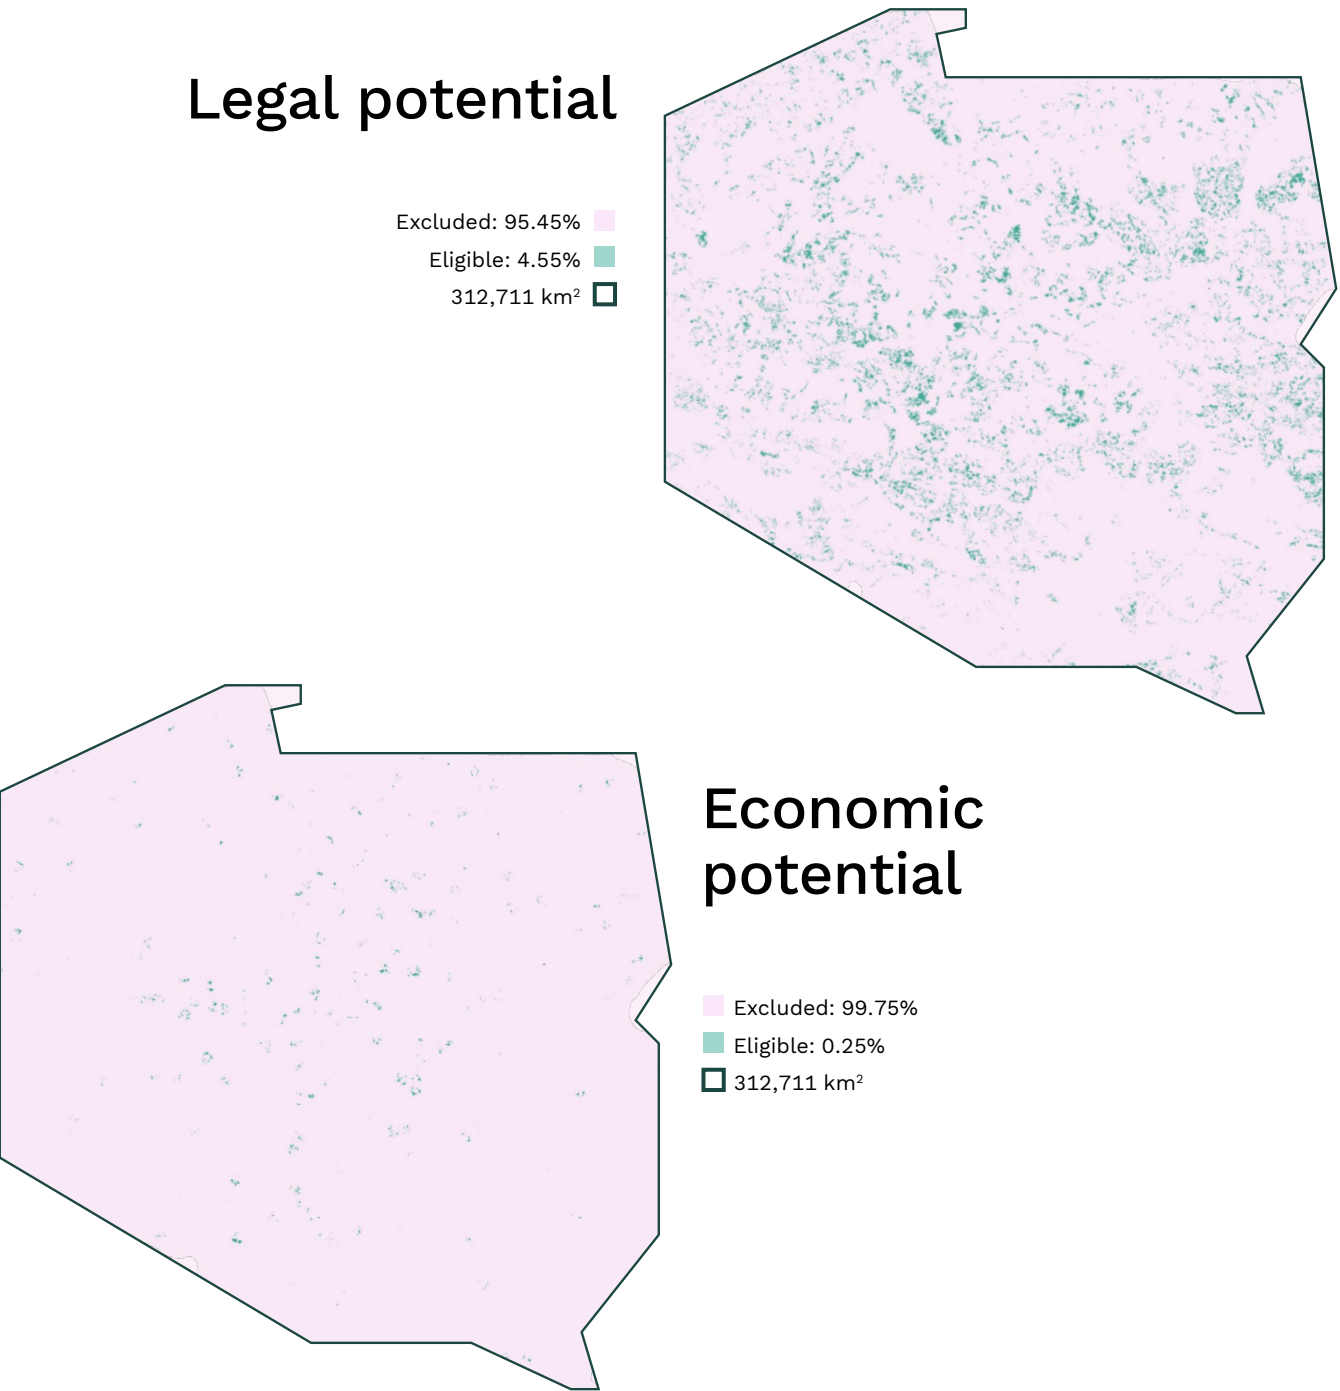 Legal potential
Excluded: 95.45%
Eligible: 4.55%
312,711 km²
Economic
potential
Excluded: 99.75%
Eligible: 0.25%
312,711 km²